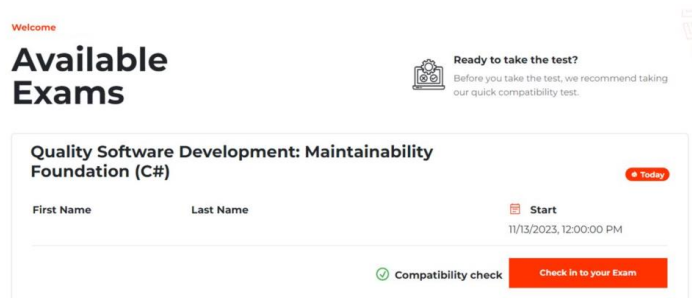 Welcome
Available
Exams
Ready to take the test?
Before you take the test, we recommend taking
our quick compatibility test.
Quality Software Development: Maintainability
Foundation (C#)
Today
First Name
Last Name
Start
11/13/2023, 12:00:00 PM
Compatibility check
Check in to your Exam